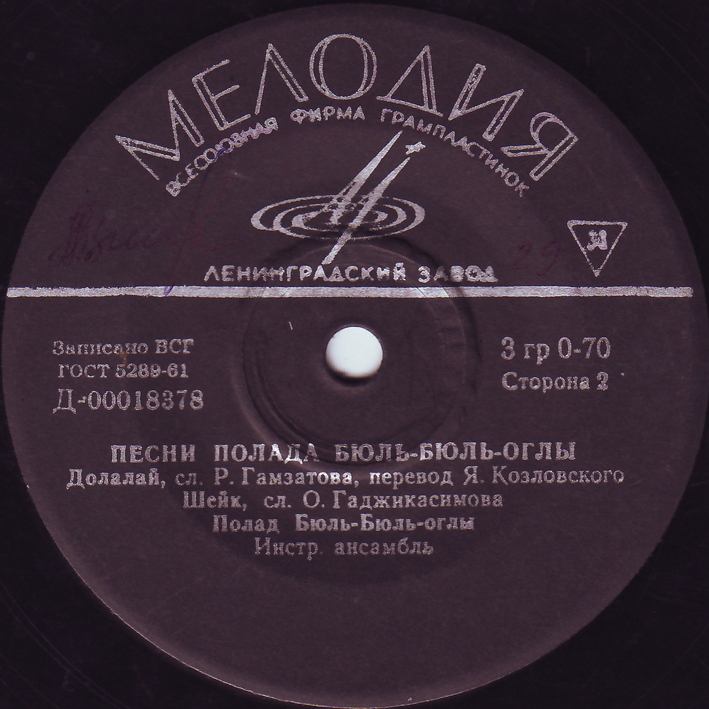 МЕЛОДИЯ
ВСЕСОЮЗНАЯ ФИРМА ГРАМПЛАСТИНОК
ЛЕНИНГРАДСКИЙ ЗАВОД
Записано ВСГ
ГОСТ 5289-61
Д-00018378
3 гр 0-70
Сторона 2
ПЕСНИ ПОЛАДА БЮЛЬ-БЮЛЬ-ОГЛЫ
Долалай, сл. Р. Гамзатова, перевод Я. Козловского
Шейк, сл. О. Гаджикасимова
Полад Бюль-Бюль-оглы
Инстр. ансамбль